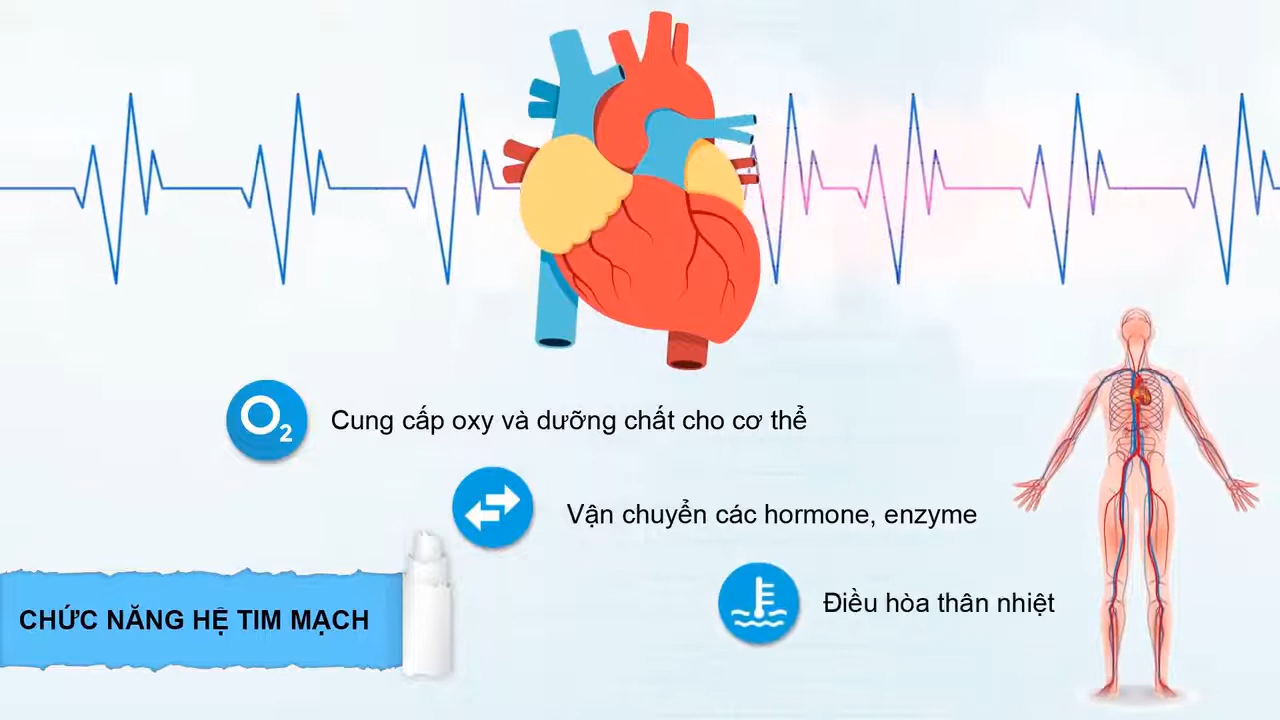 O₂
Cung cấp oxy và dưỡng chất cho cơ thể
Vận chuyển các hormone, enzyme
Điều hòa thân nhiệt
CHỨC NĂNG HỆ TIM MẠCH